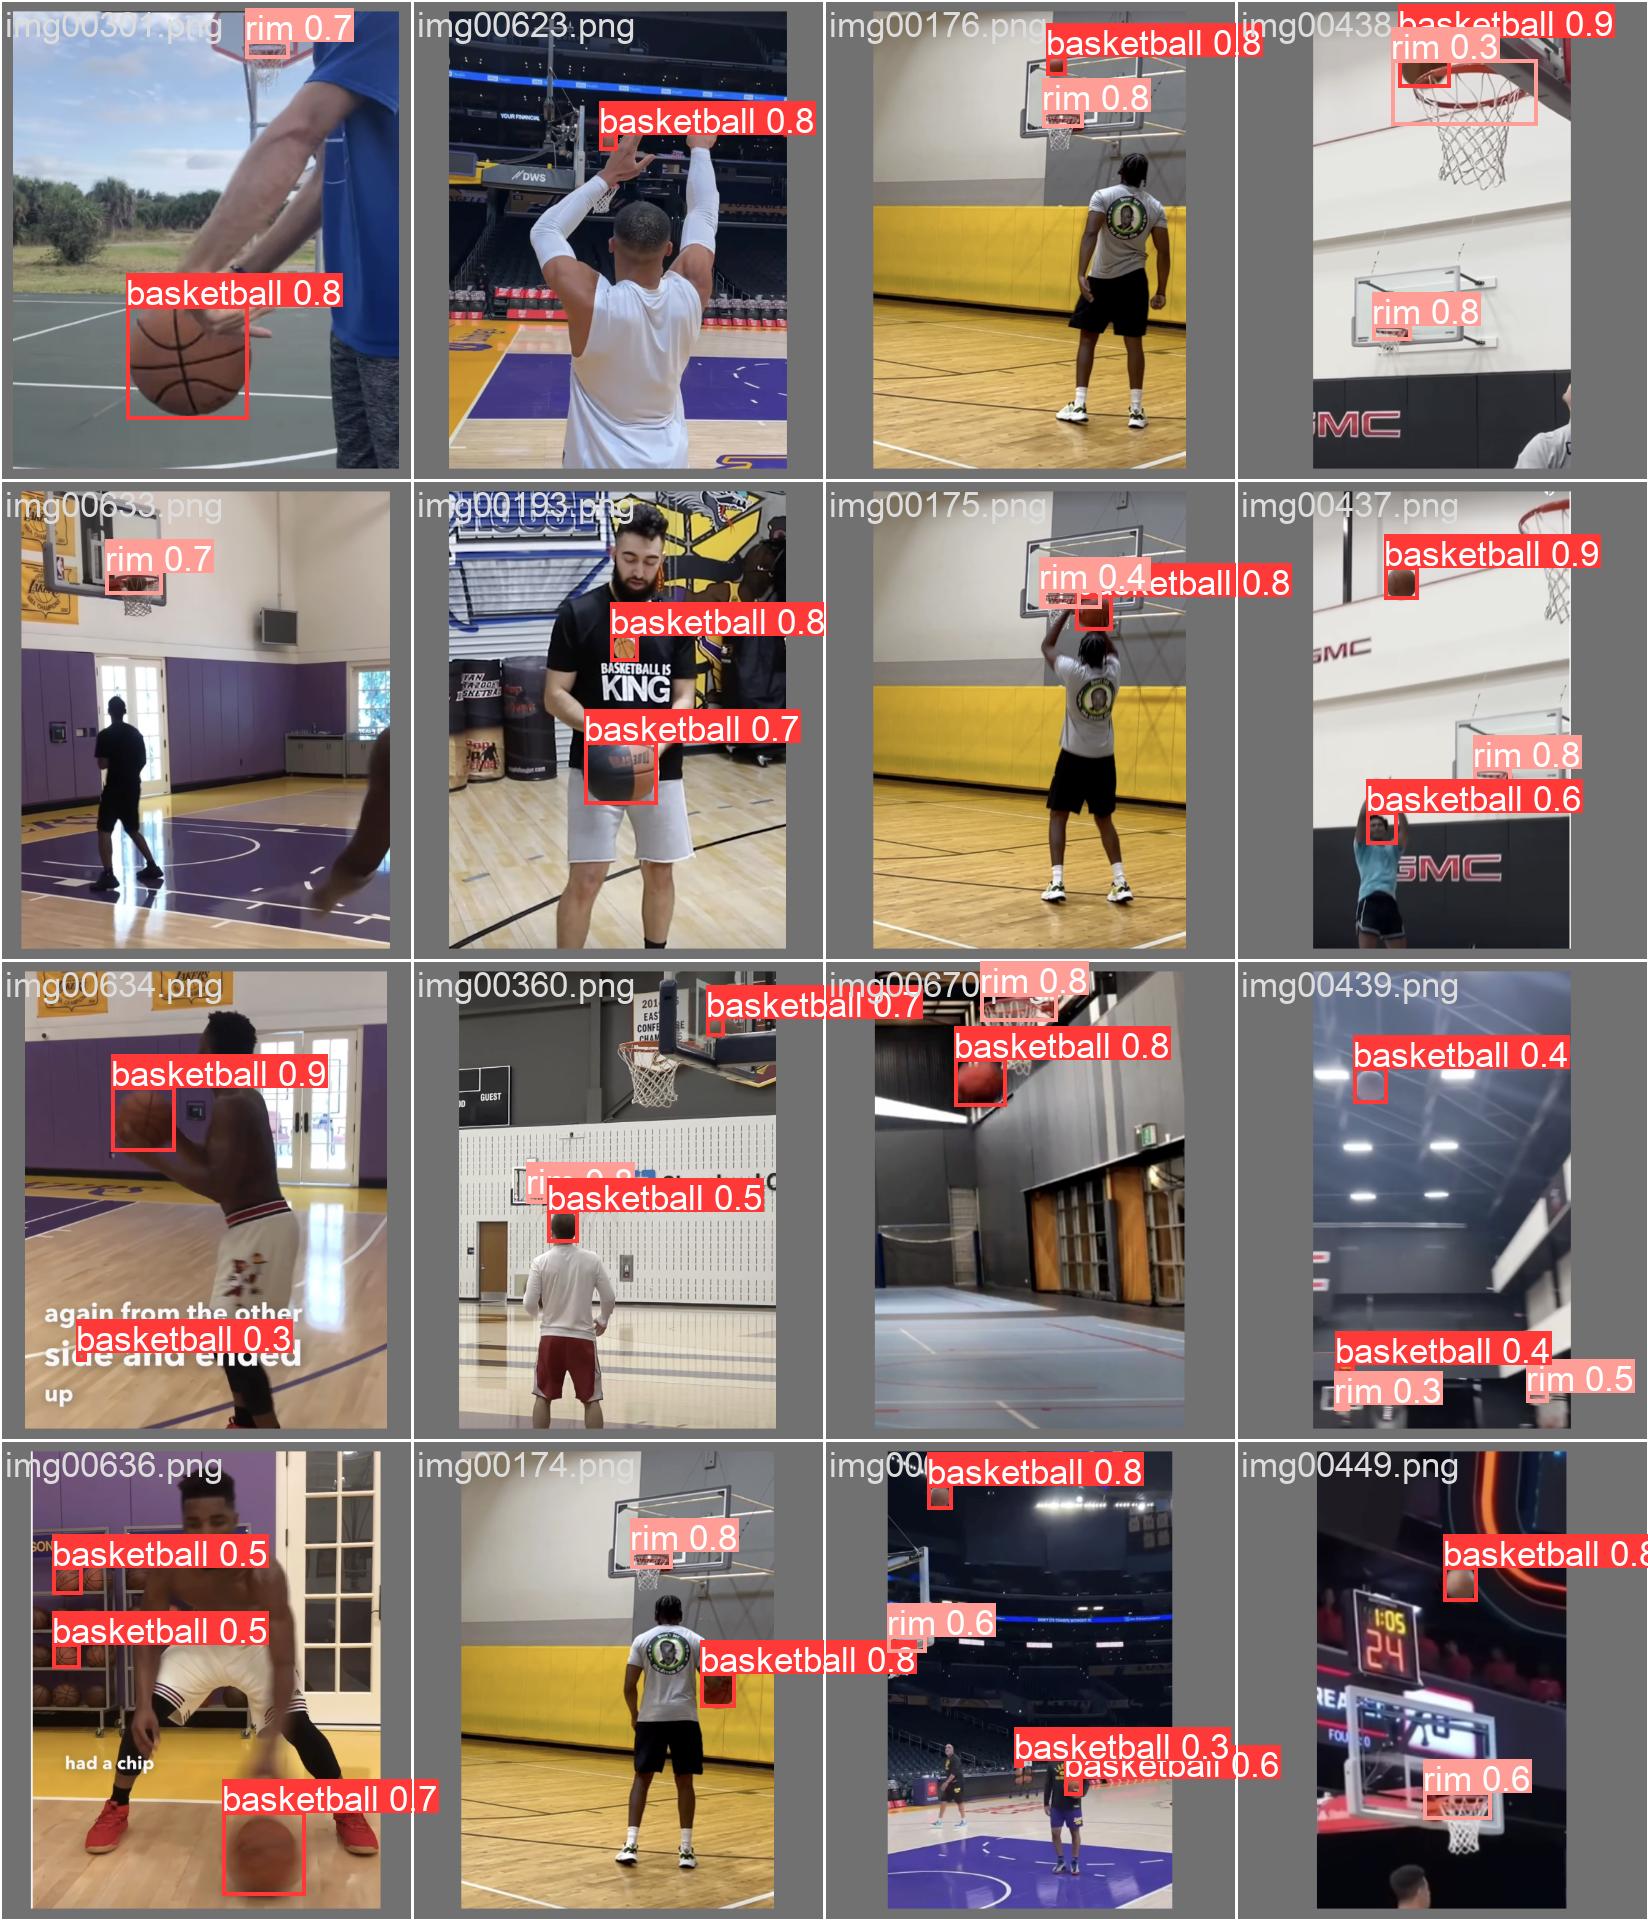 img00301.png
rim 0.7
basketball 0.8
img00623.png
basketball 0.8
YOUR FINANCIAL
DWS
img00176.png
basketball 0.8
rim 0.8
img00438
basketball 0.9
rim 0.3
rim 0.8
GMC
img00633.png
rim 0.7
img00193.png
basketball 0.8
BASKETBALL IS
KING
basketball 0.7
img00175.png
rim 0.4
basketball 0.8
img00437.png
basketball 0.9
GMC
rim 0.8
basketball 0.6
GMC
img00634.png
LAKERS
basketball 0.9
again from the other
basketball 0.3
side and ended
up
img00360.png
basketball 0.7
GUEST
rim 0.8
basketball 0.5
img00670
rim 0.8
basketball 0.8
img00439.png
basketball 0.4
basketball 0.4
rim 0.3
rim 0.5
img00636.png
basketball 0.5
basketball 0.5
had a chip
basketball 0.7
img00174.png
rim 0.8
basketball 0.8
img00
basketball 0.8
rim 0.6
basketball 0.3
basketball 0.6
img00449.png
basketball 0.8
1:05
24
rim 0.6